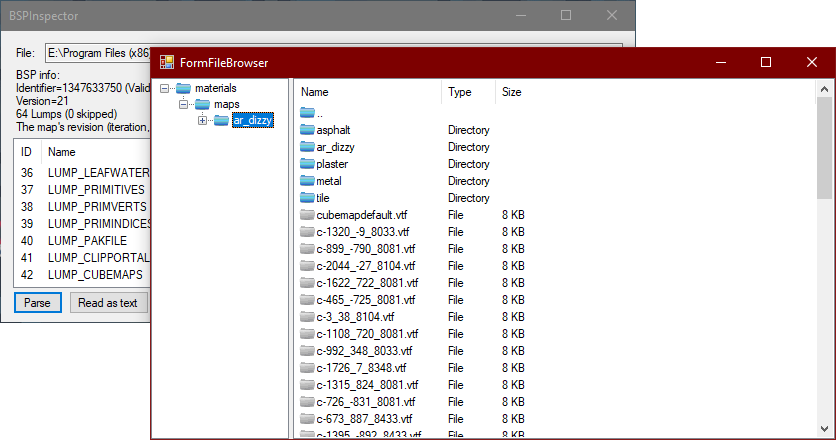 BSPInspector
File: E:\Program Files (x86)
BSP info:
Identifier=1347633750 (Valid
Version=21
64 Lumps (0 skipped)
The map's revision (iteration,
ID Name
36 LUMP_LEAFWATER
37 LUMP_PRIMITIVES
38 LUMP_PRIMVERTS
39 LUMP_PRIMINDICES
40 LUMP_PAKFILE
41 LUMP_CLIPPORTAL
42 LUMP_CUBEMAPS
Parse Read as text
FormFileBrowser
materials
maps
ar_dizzy
Name Type Size
..
asphalt Directory
ar_dizzy Directory
plaster Directory
metal Directory
tile Directory
cubemapdefault.vtf File 8 KB
c-1320_-9_8033.vtf File 8 KB
c-899_-790_8081.vtf File 8 KB
c-2044_-27_8104.vtf File 8 KB
c-1622_722_8081.vtf File 8 KB
c-465_-725_8081.vtf File 8 KB
c-3_38_8104.vtf File 8 KB
c-1108_720_8081.vtf File 8 KB
c-992_348_8033.vtf File 8 KB
c-1726_7_8348.vtf File 8 KB
c-1315_824_8081.vtf File 8 KB
c-726_-831_8081.vtf File 8 KB
c-673_887_8433.vtf File 8 KB
c-1395_-892_8433.vtf File 8 KB